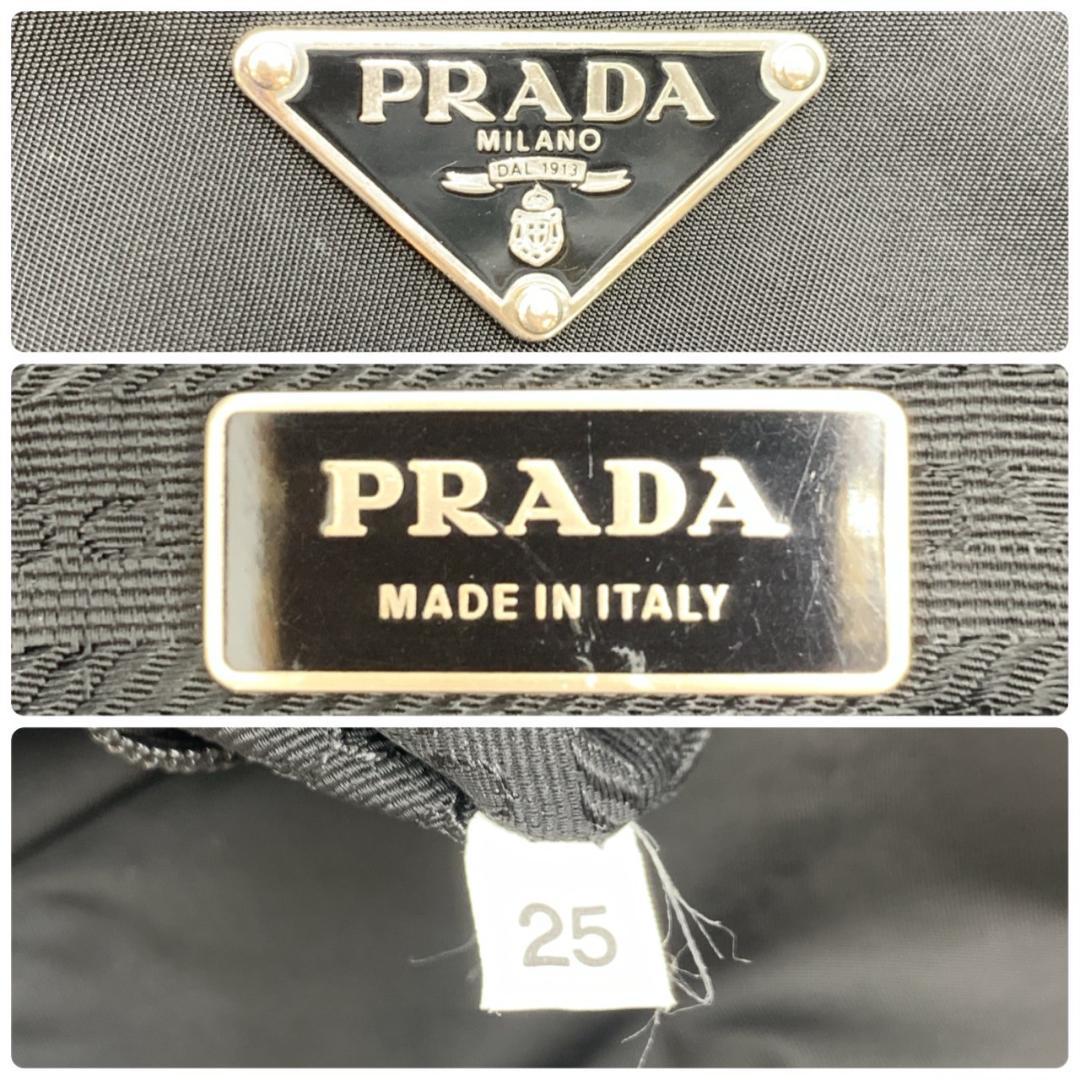 PRADA
MILANO
DAL 1913
PRADA
MADE IN ITALY
25